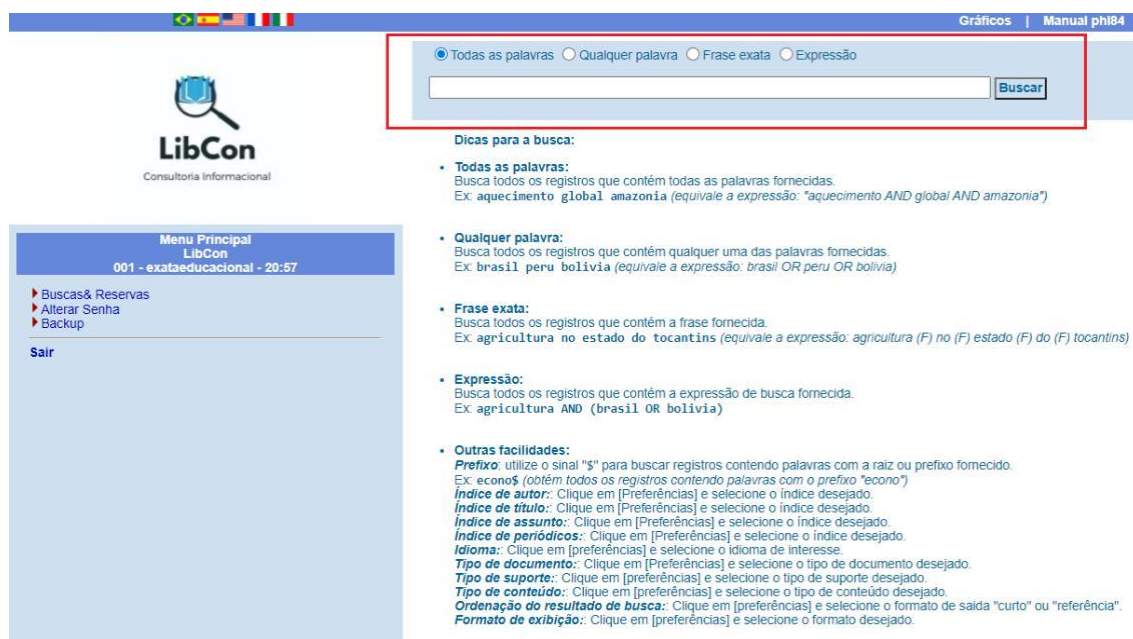 Gráficos | Manual phl84
Todas as palavras Qualquer palavra Frase exata Expressão
Buscar
LibCon
Consultoria Informacional
Menu Principal
LibCon
001 - exataeducacional - 20:57
Buscas& Reservas
Alterar Senha
Backup
Sair
Dicas para a busca:
• Todas as palavras:
Busca todos os registros que contém todas as palavras fornecidas.
Ex: aquecimento global amazonia (equivale a expressão: "aquecimento AND global AND amazonia")
• Qualquer palavra:
Busca todos os registros que contém qualquer uma das palavras fornecidas.
Ex: brasil peru bolivia (equivale a expressão: brasil OR peru OR bolivia)
• Frase exata:
Busca todos os registros que contém a frase fornecida.
Ex: agricultura no estado do tocantins (equivale a expressão: agricultura (F) no (F) estado (F) do (F) tocantins)
• Expressão:
Busca todos os registros que contém a expressão de busca fornecida.
Ex: agricultura AND (brasil OR bolivia)
• Outras facilidades:
Prefixo: utilize o sinal "$" para buscar registros contendo palavras com a raiz ou prefixo fornecido.
Ex: econo$ (obtém todos os registros contendo palavras com o prefixo "econo")
Índice de autor:: Clique em [Preferências] e selecione o índice desejado.
Índice de título:: Clique em [Preferências] e selecione o índice desejado.
Índice de assunto:: Clique em [Preferências] e selecione o índice desejado.
Índice de periódicos:: Clique em [Preferências] e selecione o índice desejado.
Idioma:: Clique em [preferências] e selecione o idioma de interesse.
Tipo de documento:: Clique em [Preferências] e selecione o tipo de documento desejado.
Tipo de suporte:: Clique em [preferências] e selecione o tipo de suporte desejado.
Tipo de conteúdo:: Clique em [preferências] e selecione o tipo de conteúdo desejado.
Ordenação do resultado de busca:: Clique em [preferências] e selecione o formato de saida "curto" ou "referência".
Formato de exibição:: Clique em [preferências] e selecione o formato desejado.